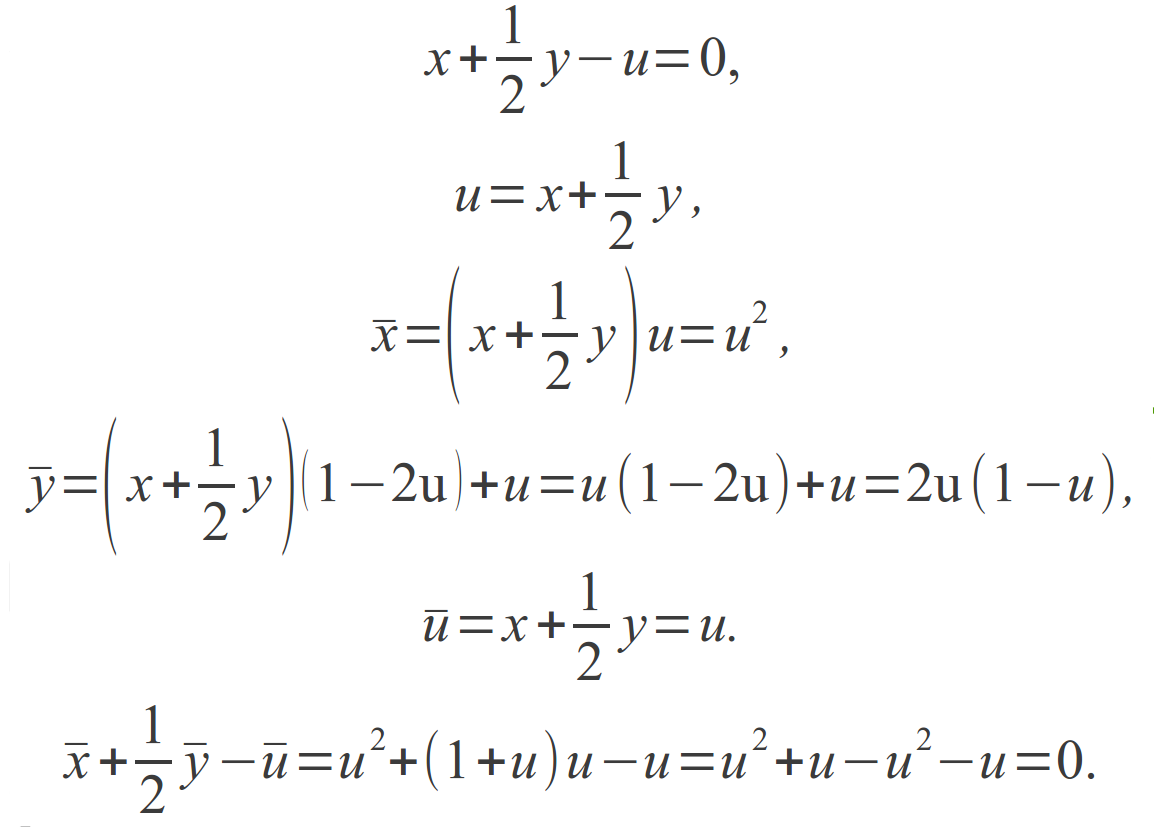 x + 1/2 y − u = 0,
u = x + 1/2 y ,
x̅ = ( x + 1/2 y ) u = u² ,
y̅ = ( x + 1/2 y ) ( 1 − 2u ) + u = u ( 1 − 2u ) + u = 2u ( 1 − u ) ,
u̅ = x + 1/2 y = u.
x̅ + 1/2 y̅ − u̅ = u² + ( 1 + u ) u − u = u² + u − u² − u = 0.